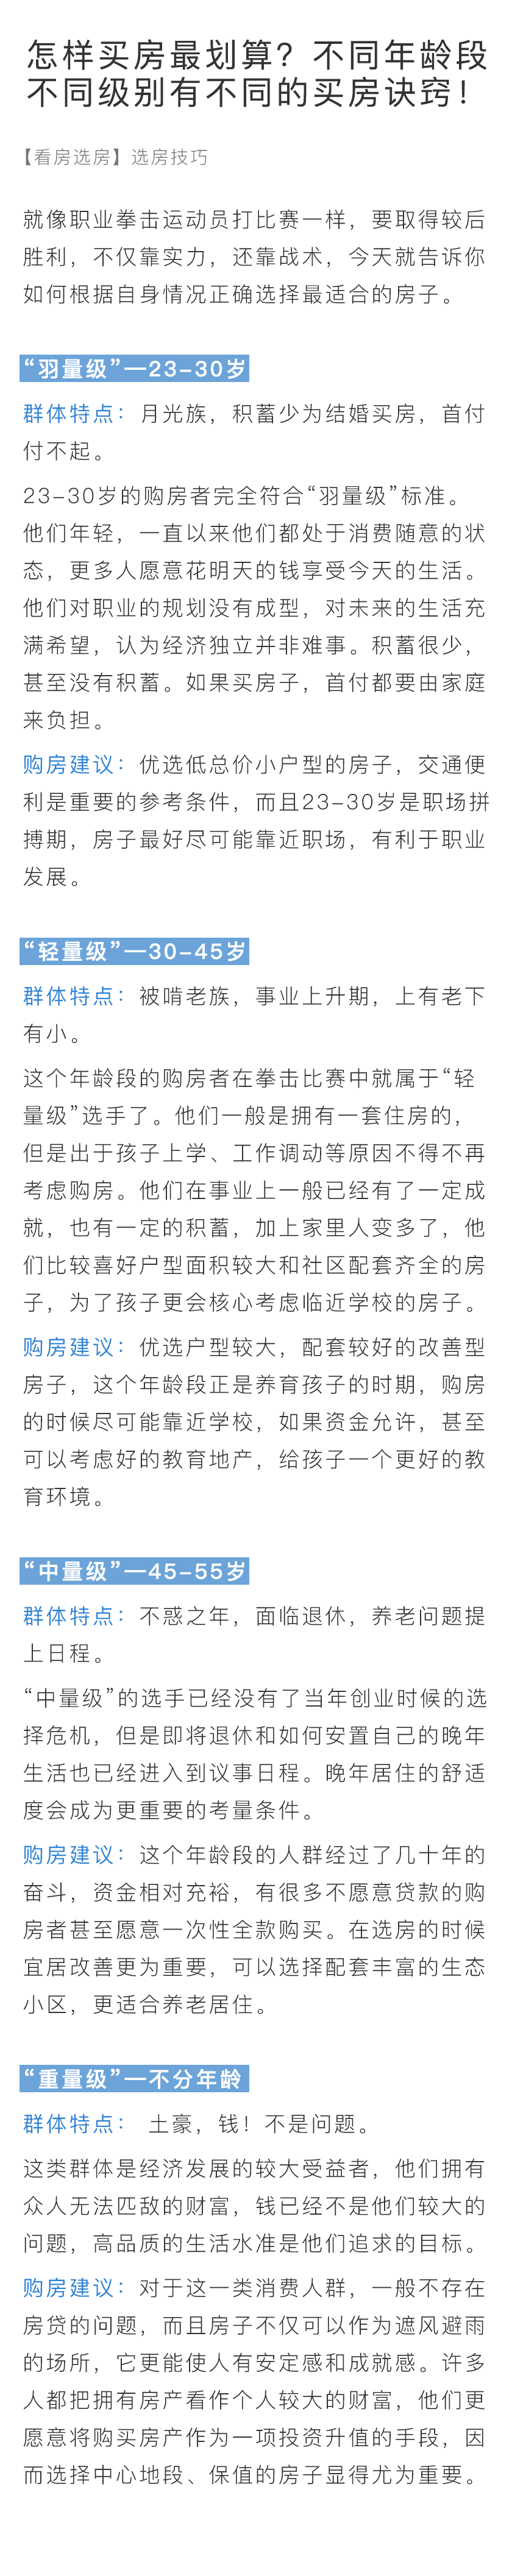 怎样买房最划算？不同年龄段
不同级别有不同的买房诀窍！
【看房选房】选房技巧
就像职业拳击运动员打比赛一样，要取得较后
胜利，不仅靠实力，还靠战术，今天就告诉你
如何根据自身情况正确选择最适合的房子。
“羽量级”—23-30岁
群体特点：月光族，积蓄少为结婚买房，首付
付不起。
23-30岁的购房者完全符合“羽量级”标准。
他们年轻，一直以来他们都处于消费随意的状
态，更多人愿意花明天的钱享受今天的生活。
他们对职业的规划没有成型，对未来的生活充
满希望，认为经济独立并非难事。积蓄很少，
甚至没有积蓄。如果买房子，首付都要由家庭
来负担。
购房建议：优选低总价小户型的房子，交通便
利是重要的参考条件，而且23-30岁是职场拼
搏期，房子最好尽可能靠近职场，有利于职业
发展。
“轻量级”—30-45岁
群体特点：被啃老族，事业上升期，上有老下
有小。
这个年龄段的购房者在拳击比赛中就属于“轻
量级”选手了。他们一般是拥有一套住房的，
但是出于孩子上学、工作调动等原因不得不再
考虑购房。他们在事业上一般已经有了一定成
就，也有一定的积蓄，加上家里人变多了，他
们比较喜好户型面积较大和社区配套齐全的房
子，为了孩子更会核心考虑临近学校的房子。
购房建议：优选户型较大，配套较好的改善型
房子，这个年龄段正是养育孩子的时期，购房
的时候尽可能靠近学校，如果资金允许，甚至
可以考虑好的教育地产，给孩子一个更好的教
育环境。
“中量级”—45-55岁
群体特点：不惑之年，面临退休，养老问题提
上日程。
“中量级”的选手已经没有了当年创业时候的选
择危机，但是即将退休和如何安置自己的晚年
生活也已经进入到议事日程。晚年居住的舒适
度会成为更重要的考量条件。
购房建议：这个年龄段的人群经过了几十年的
奋斗，资金相对充裕，有很多不愿意贷款的购
房者甚至愿意一次性全款购买。在选房的时候
宜居改善更为重要，可以选择配套丰富的生态
小区，更适合养老居住。
“重量级”—不分年龄
群体特点： 土豪，钱！不是问题。
这类群体是经济发展的较大受益者，他们拥有
众人无法匹敌的财富，钱已经不是他们较大的
问题，高品质的生活水准是他们追求的目标。
购房建议：对于这一类消费人群，一般不存在
房贷的问题，而且房子不仅可以作为遮风避雨
的场所，它更能使人有安定感和成就感。许多
人都把拥有房产看作个人较大的财富，他们更
愿意将购买房产作为一项投资升值的手段，因
而选择中心地段、保值的房子显得尤为重要。